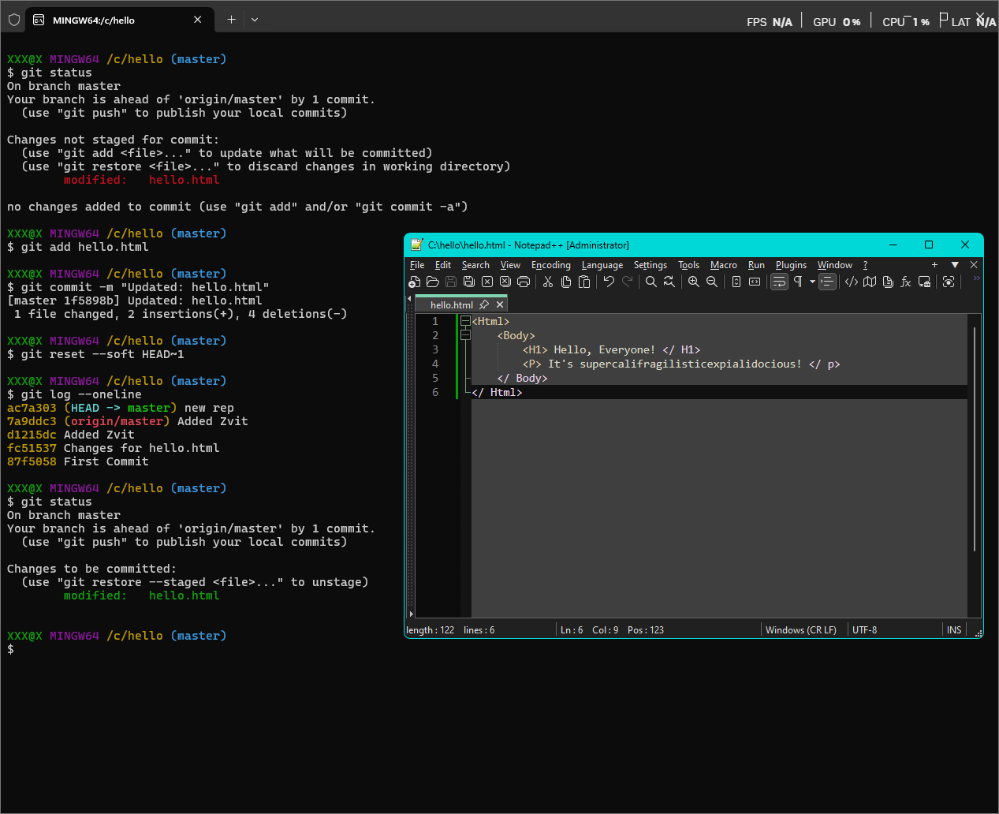 MINGW64:/c/hello
FPS N/A GPU 0% CPU 1% LAT N/A
XXX@X MINGW64 /c/hello (master)
$ git status
On branch master
Your branch is ahead of 'origin/master' by 1 commit.
(use "git push" to publish your local commits)
Changes not staged for commit:
(use "git add <file>..." to update what will be committed)
(use "git restore <file>..." to discard changes in working directory)
modified: hello.html
no changes added to commit (use "git add" and/or "git commit -a")
XXX@X MINGW64 /c/hello (master)
$ git add hello.html
XXX@X MINGW64 /c/hello (master)
$ git commit -m "Updated: hello.html"
[master 1f5898b] Updated: hello.html
1 file changed, 2 insertions(+), 4 deletions(-)
XXX@X MINGW64 /c/hello (master)
$ git reset --soft HEAD~1
XXX@X MINGW64 /c/hello (master)
$ git log --oneline
ac7a303 (HEAD -> master) new rep
7a9ddc3 (origin/master) Added Zvit
d1215dc Added Zvit
fc51537 Changes for hello.html
87f5058 First Commit
XXX@X MINGW64 /c/hello (master)
$ git status
On branch master
Your branch is ahead of 'origin/master' by 1 commit.
(use "git push" to publish your local commits)
Changes to be committed:
(use "git restore --staged <file>..." to unstage)
modified: hello.html
XXX@X MINGW64 /c/hello (master)
$
C:\hello\hello.html - Notepad++ [Administrator]
File Edit Search View Encoding Language Settings Tools Macro Run Plugins Window ?
hello.html
1 <Html>
2 <Body>
3 <H1> Hello, Everyone! </ H1>
4 <P> It's supercalifragilisticexpialidocious! </ p>
5 </ Body>
6 </ Html>
length : 122 lines : 6 Ln : 6 Col : 9 Pos : 123 Windows (CR LF) UTF-8 INS